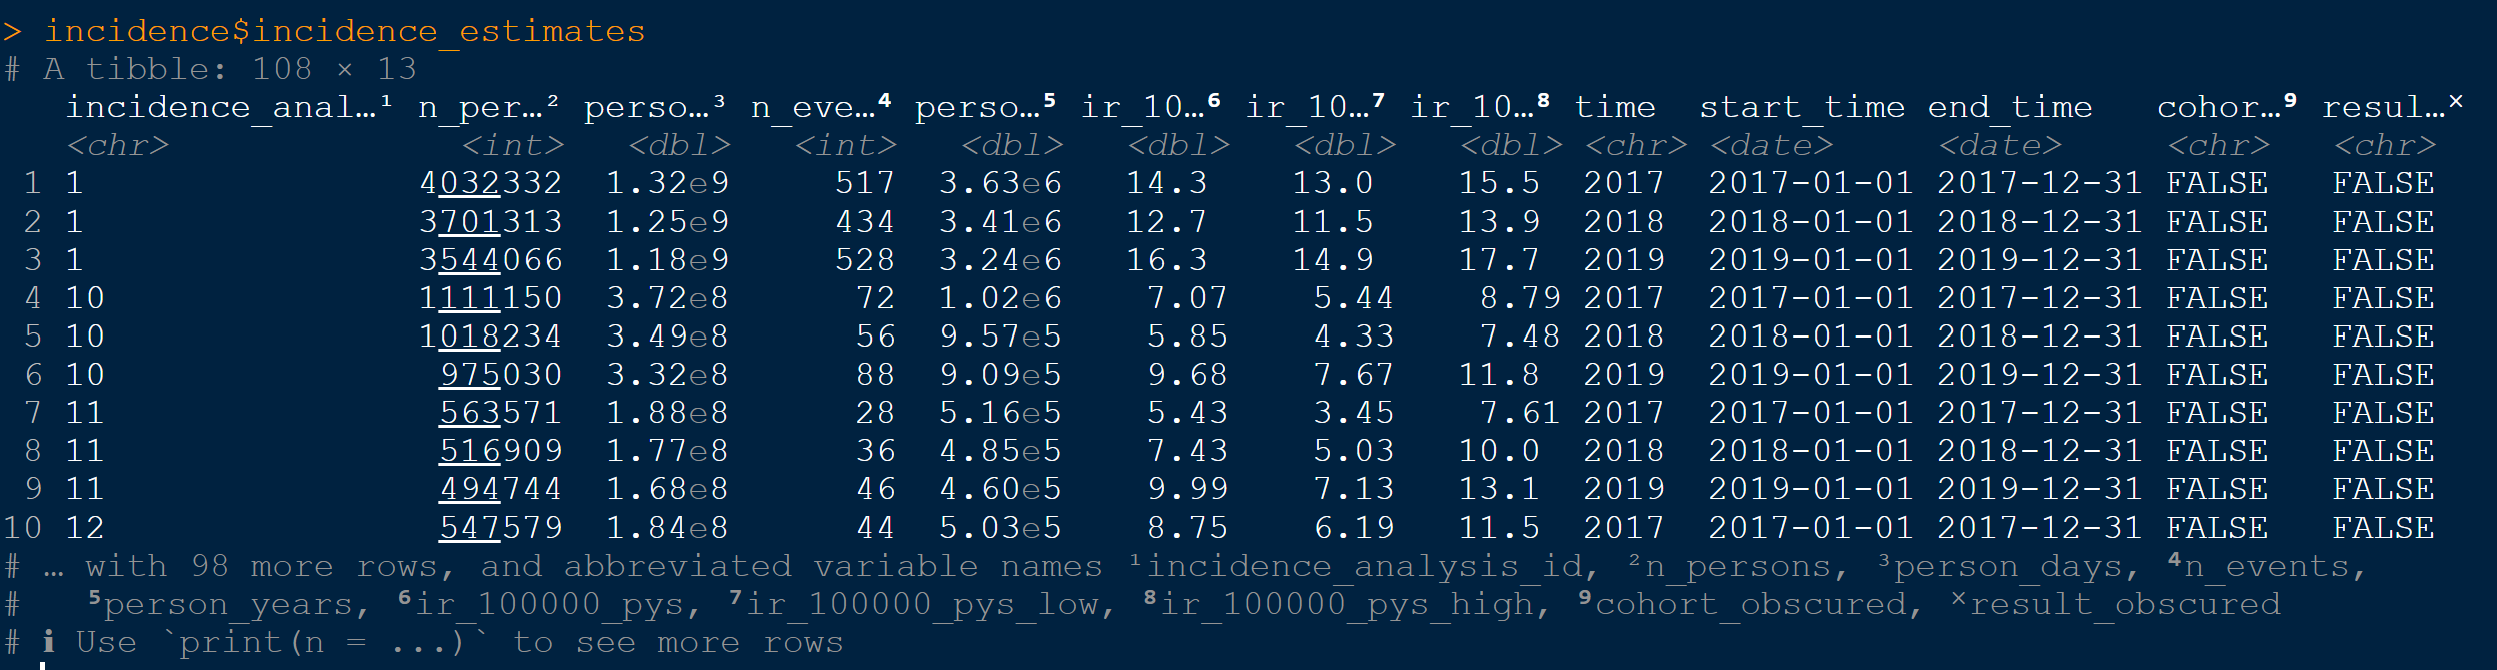 > incidence$incidence_estimates
# A tibble: 108 × 13
   incidence_anal…¹ n_per…² perso…³ n_eve…⁴ perso…⁵ ir_10…⁶ ir_10…⁷ ir_10…⁸ time  start_time end_time   cohor…⁹ resul…ˣ
   <chr>              <int>   <dbl>   <int>   <dbl>   <dbl>   <dbl>   <dbl> <chr> <date>     <date>     <chr>   <chr>
 1 1                4032332  1.32e9     517  3.63e6   14.3    13.0    15.5  2017  2017-01-01 2017-12-31 FALSE   FALSE
 2 1                3701313  1.25e9     434  3.41e6   12.7    11.5    13.9  2018  2018-01-01 2018-12-31 FALSE   FALSE
 3 1                3544066  1.18e9     528  3.24e6   16.3    14.9    17.7  2019  2019-01-01 2019-12-31 FALSE   FALSE
 4 10               1111150  3.72e8      72  1.02e6    7.07    5.44    8.79 2017  2017-01-01 2017-12-31 FALSE   FALSE
 5 10               1018234  3.49e8      56  9.57e5    5.85    4.33    7.48 2018  2018-01-01 2018-12-31 FALSE   FALSE
 6 10                975030  3.32e8      88  9.09e5    9.68    7.67   11.8  2019  2019-01-01 2019-12-31 FALSE   FALSE
 7 11                563571  1.88e8      28  5.16e5    5.43    3.45    7.61 2017  2017-01-01 2017-12-31 FALSE   FALSE
 8 11                516909  1.77e8      36  4.85e5    7.43    5.03   10.0  2018  2018-01-01 2018-12-31 FALSE   FALSE
 9 11                494744  1.68e8      46  4.60e5    9.99    7.13   13.1  2019  2019-01-01 2019-12-31 FALSE   FALSE
10 12                547579  1.84e8      44  5.03e5    8.75    6.19   11.5  2017  2017-01-01 2017-12-31 FALSE   FALSE
# … with 98 more rows, and abbreviated variable names ¹incidence_analysis_id, ²n_persons, ³person_days, ⁴n_events,
#   ⁵person_years, ⁶ir_100000_pys, ⁷ir_100000_pys_low, ⁸ir_100000_pys_high, ⁹cohort_obscured, ˣresult_obscured
# ℹ Use `print(n = ...)` to see more rows